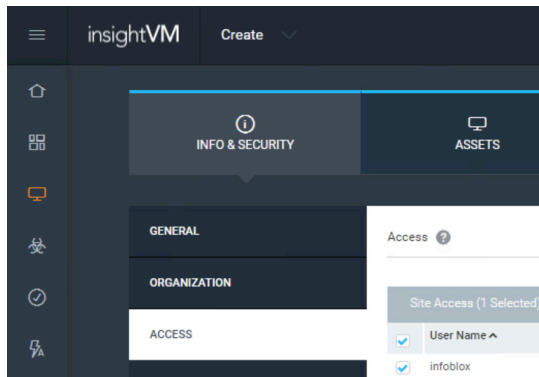 insightVM Create
INFO & SECURITY ASSETS
GENERAL
Access
ORGANIZATION
Site Access (1 Selected)
ACCESS
User Name
infoblox